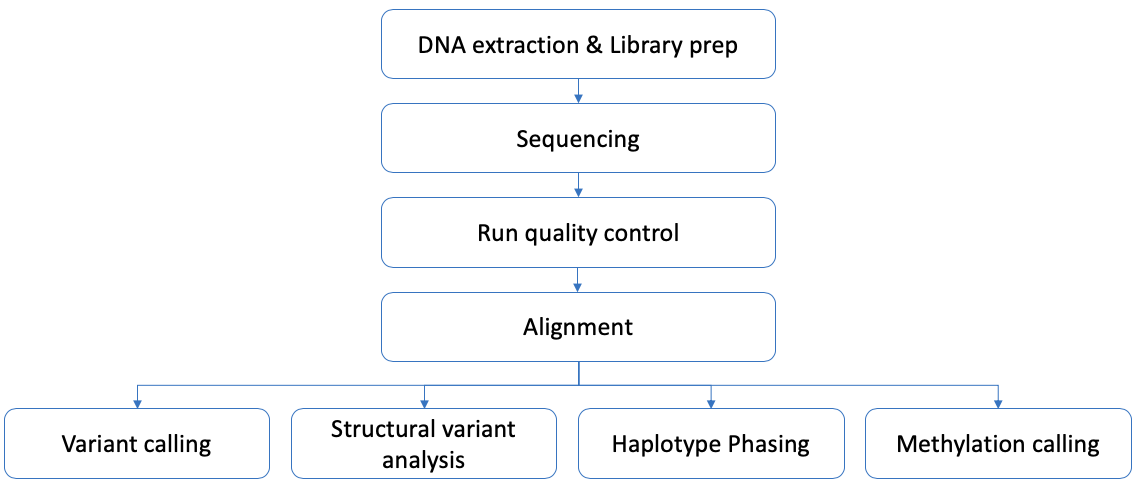 DNA extraction & Library prep
Sequencing
Run quality control
Alignment
Variant calling
Structural variant
analysis
Haplotype Phasing
Methylation calling